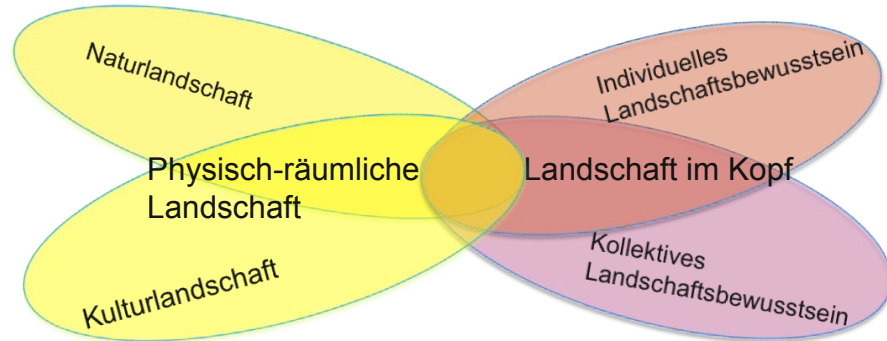 Naturlandschaft
Individuelles
Landschaftsbewusstsein
Physisch-räumliche
Landschaft
Landschaft im Kopf
Kulturlandschaft
Kollektives
Landschaftsbewusstsein